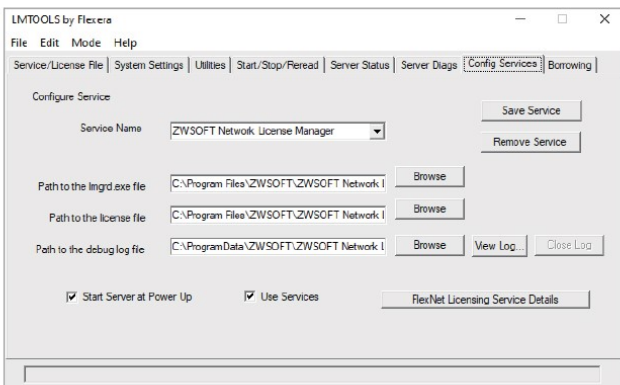 LMTOOLS by Flexera
File Edit Mode Help
Service/License File System Settings Utilities Start/Stop/Reread Server Status Server Diags Config Services Borrowing
Configure Service
Save Service
Service Name ZWSOFT Network License Manager
Remove Service
Path to the lmgrd.exe file C:\Program Files\ZWSOFT\ZWSOFT Network l Browse
Path to the license file C:\Program Files\ZWSOFT\ZWSOFT Network l Browse
Path to the debug log file C:\ProgramData\ZWSOFT\ZWSOFT Network L Browse View Log... Close Log
Start Server at Power Up Use Services FlexNet Licensing Service Details